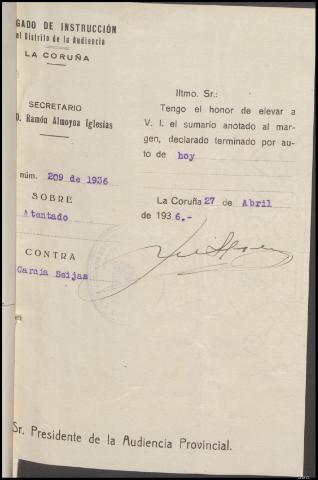 GADO DE INSTRUCCIÓN
el Distrito de la Audiencia
LA CORUÑA
SECRETARIO
D. Ramón Almoyna Iglesias
núm. 209 de 1936
SOBRE
Atentado
CONTRA
García Seijas
Iltmo. Sr.:
Tengo el honor de elevar a
V. I. el sumario anotado al mar-
gen, declarado terminado por au-
to de hoy
La Coruña 27 de Abril
de 1936.-
Sr. Presidente de la Audiencia Provincial.